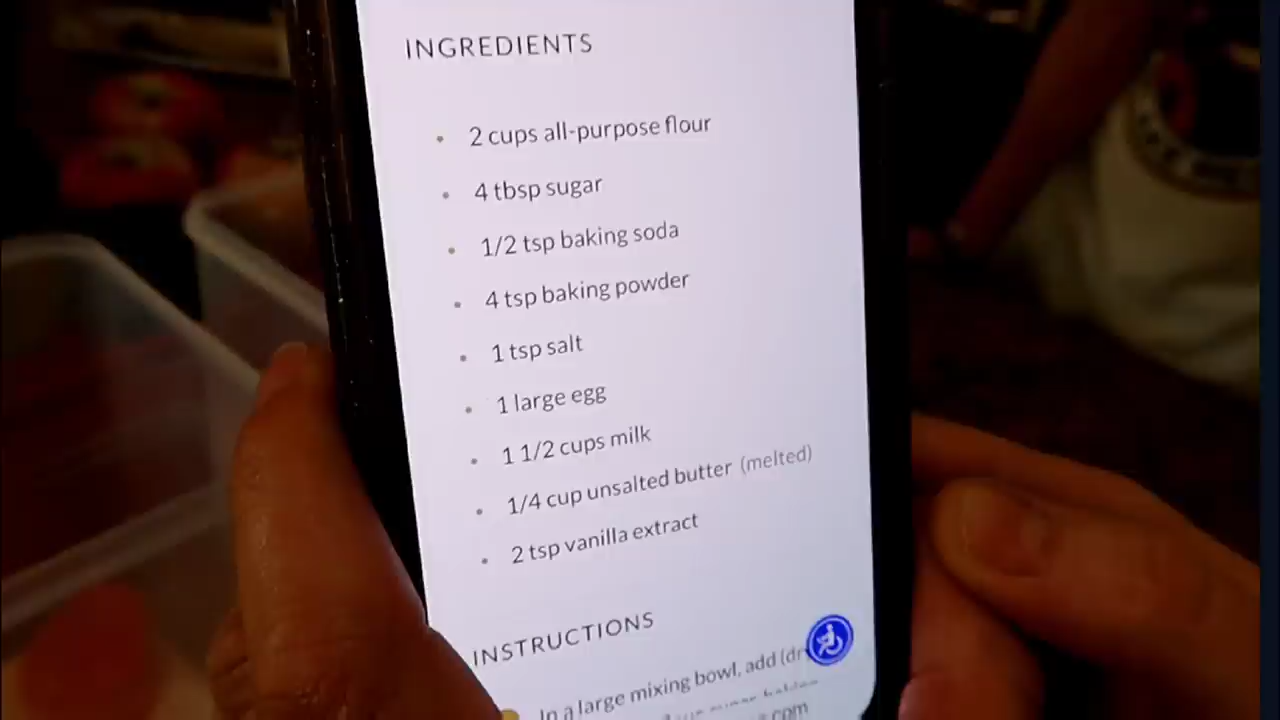 INGREDIENTS
• 2 cups all-purpose flour
• 4 tbsp sugar
• 1/2 tsp baking soda
• 4 tsp baking powder
• 1 tsp salt
• 1 large egg
• 1 1/2 cups milk
• 1/4 cup unsalted butter (melted)
• 2 tsp vanilla extract
INSTRUCTIONS
In a large mixing bowl, add